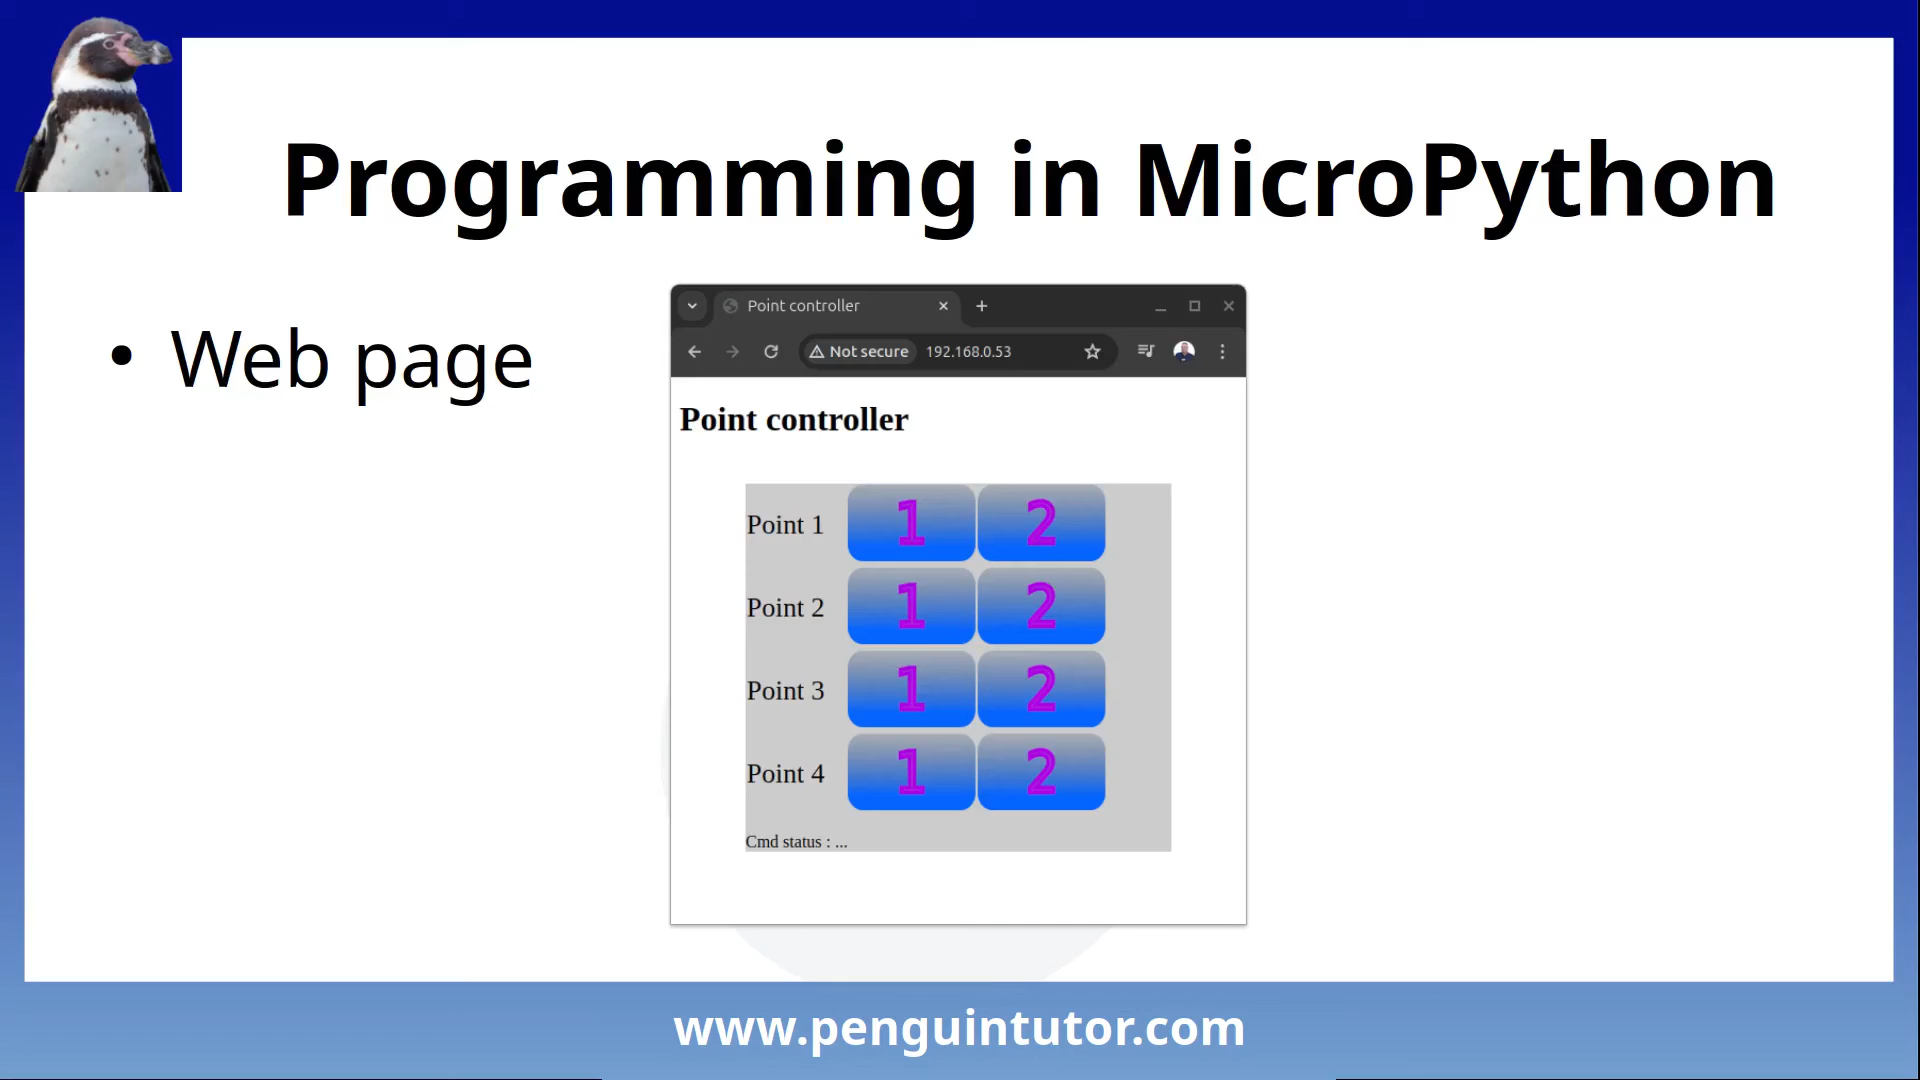 Programming in MicroPython
• Web page
Point controller
Not secure 192.168.0.53
Point controller
Point 1 1 2
Point 2 1 2
Point 3 1 2
Point 4 1 2
Cmd status : ...
www.penguintutor.com